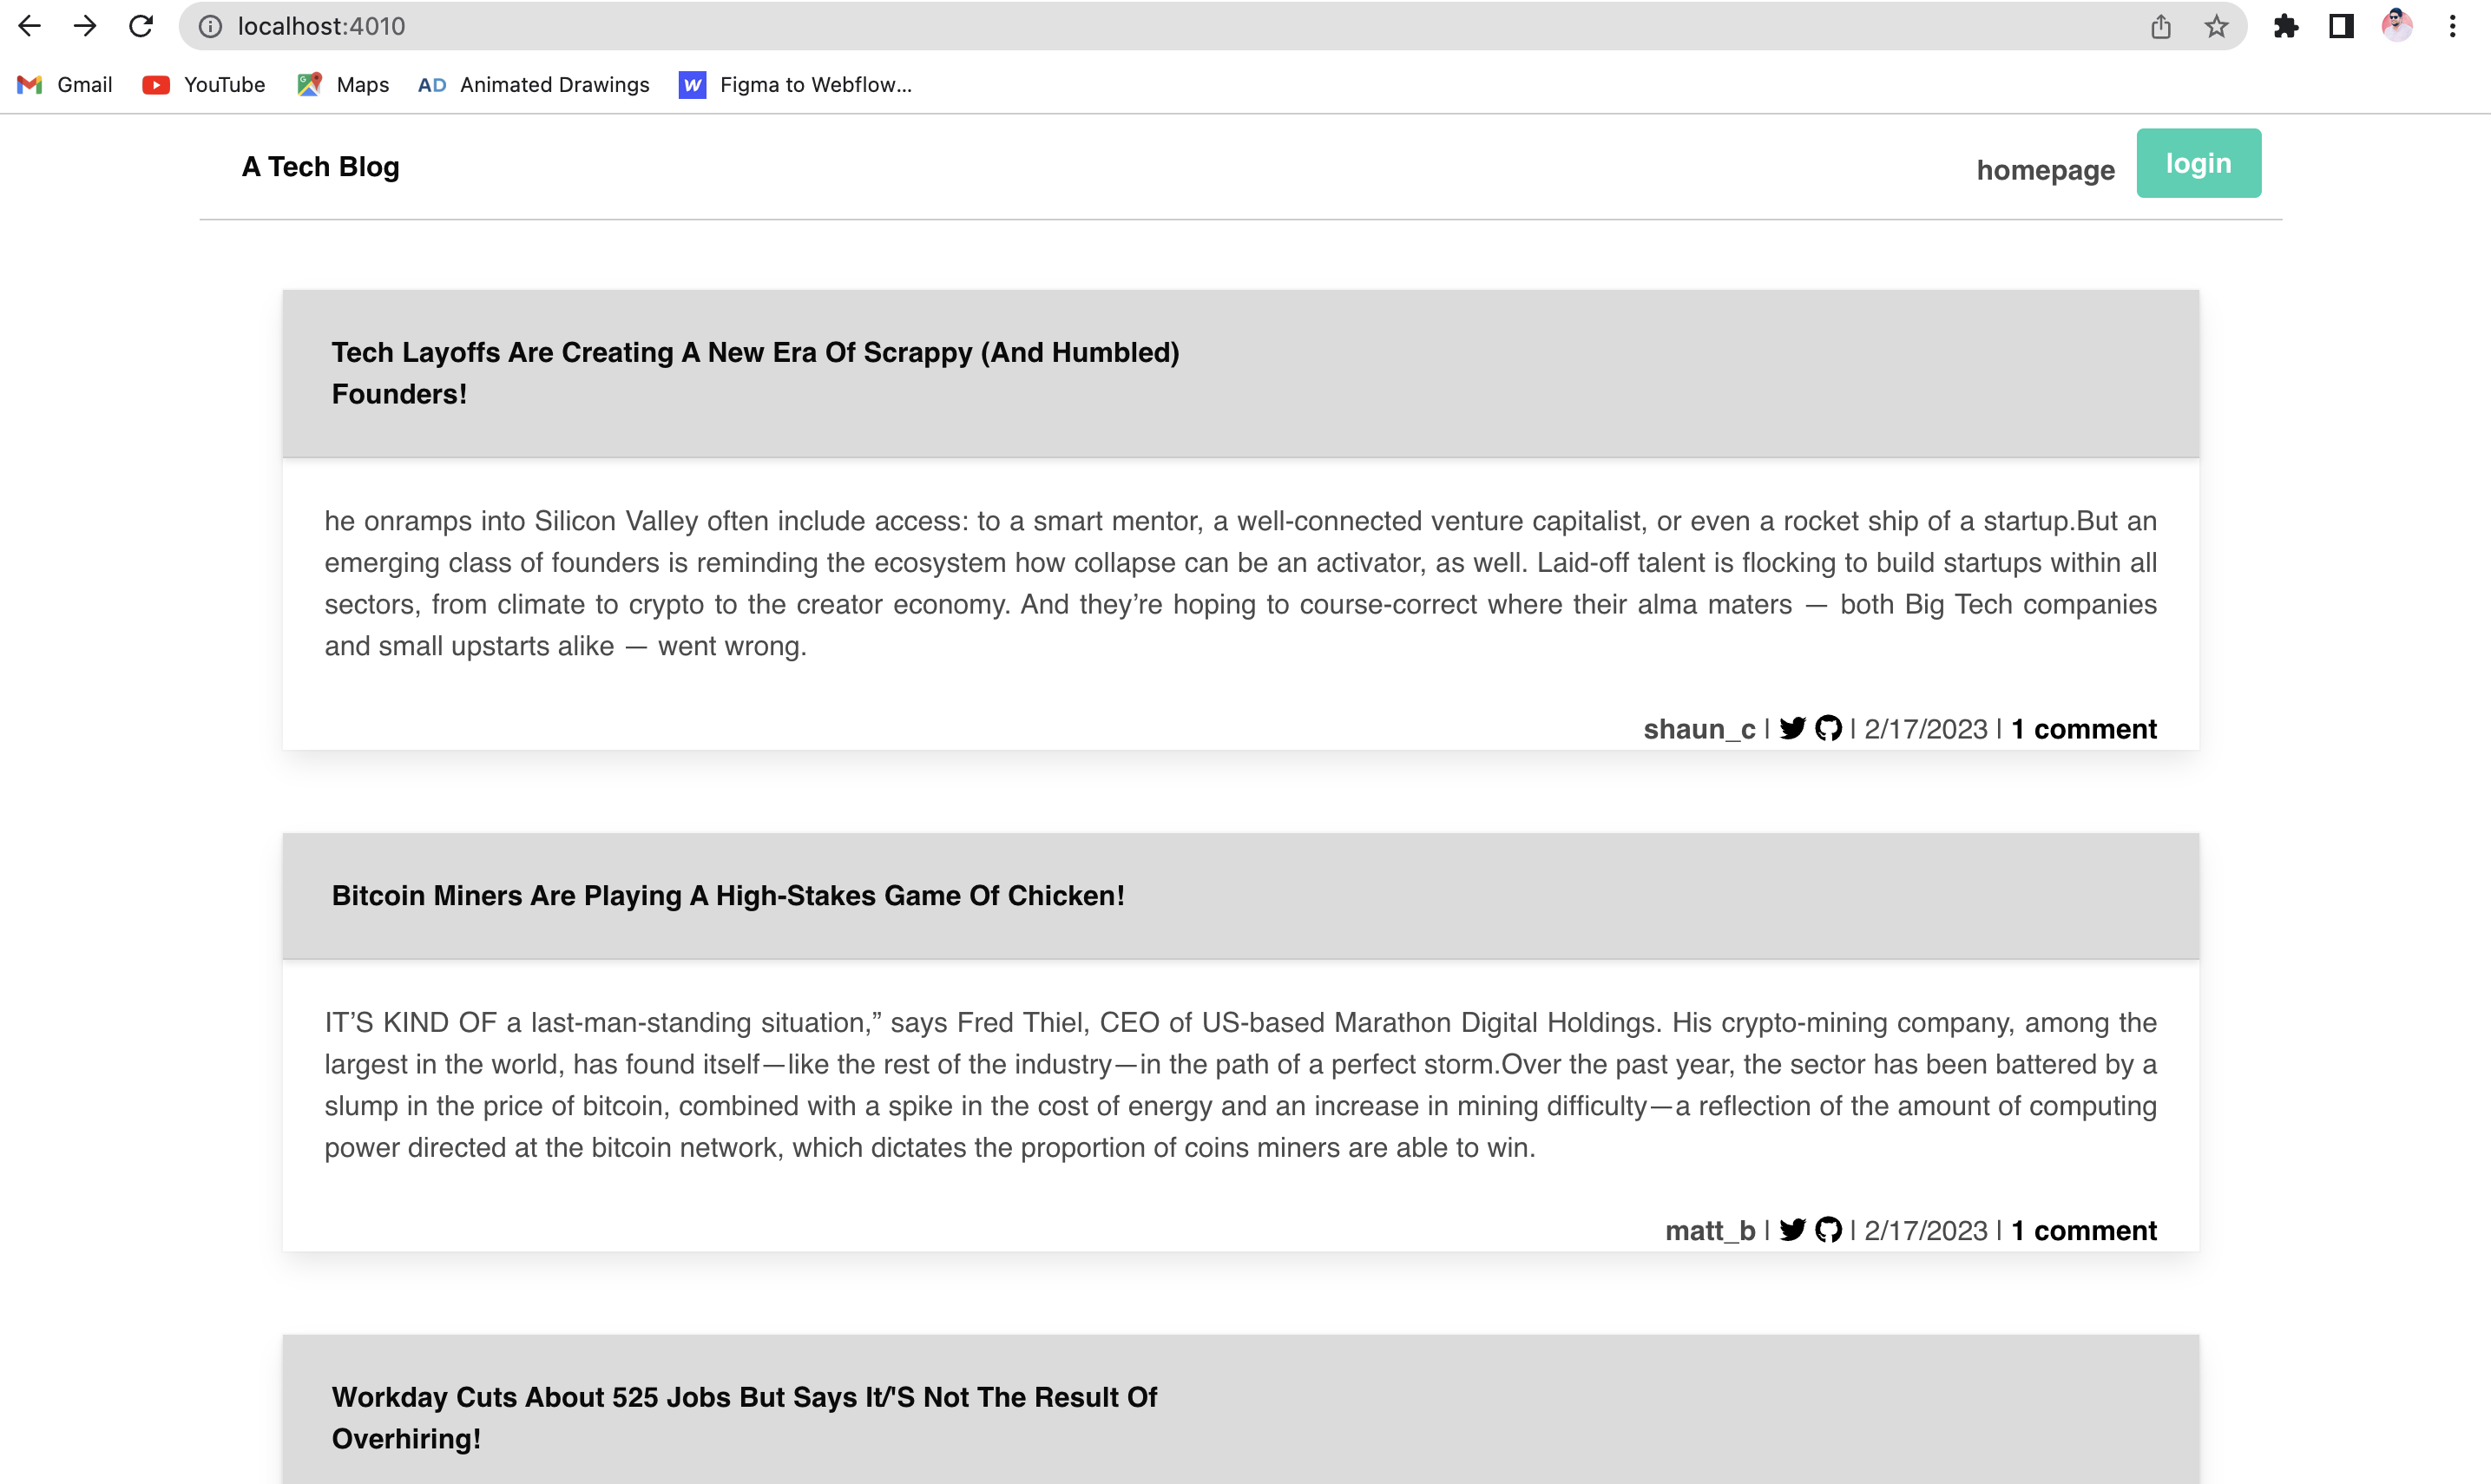 localhost:4010
Gmail YouTube Maps AD Animated Drawings W Figma to Webflow...
A Tech Blog homepage login
Tech Layoffs Are Creating A New Era Of Scrappy (And Humbled)
Founders!
he onramps into Silicon Valley often include access: to a smart mentor, a well-connected venture capitalist, or even a rocket ship of a startup.But an
emerging class of founders is reminding the ecosystem how collapse can be an activator, as well. Laid-off talent is flocking to build startups within all
sectors, from climate to crypto to the creator economy. And they’re hoping to course-correct where their alma maters — both Big Tech companies
and small upstarts alike — went wrong.
shaun_c | | 2/17/2023 | 1 comment
Bitcoin Miners Are Playing A High-Stakes Game Of Chicken!
IT’S KIND OF a last-man-standing situation,” says Fred Thiel, CEO of US-based Marathon Digital Holdings. His crypto-mining company, among the
largest in the world, has found itself—like the rest of the industry—in the path of a perfect storm.Over the past year, the sector has been battered by a
slump in the price of bitcoin, combined with a spike in the cost of energy and an increase in mining difficulty—a reflection of the amount of computing
power directed at the bitcoin network, which dictates the proportion of coins miners are able to win.
matt_b | | 2/17/2023 | 1 comment
Workday Cuts About 525 Jobs But Says It/'S Not The Result Of
Overhiring!